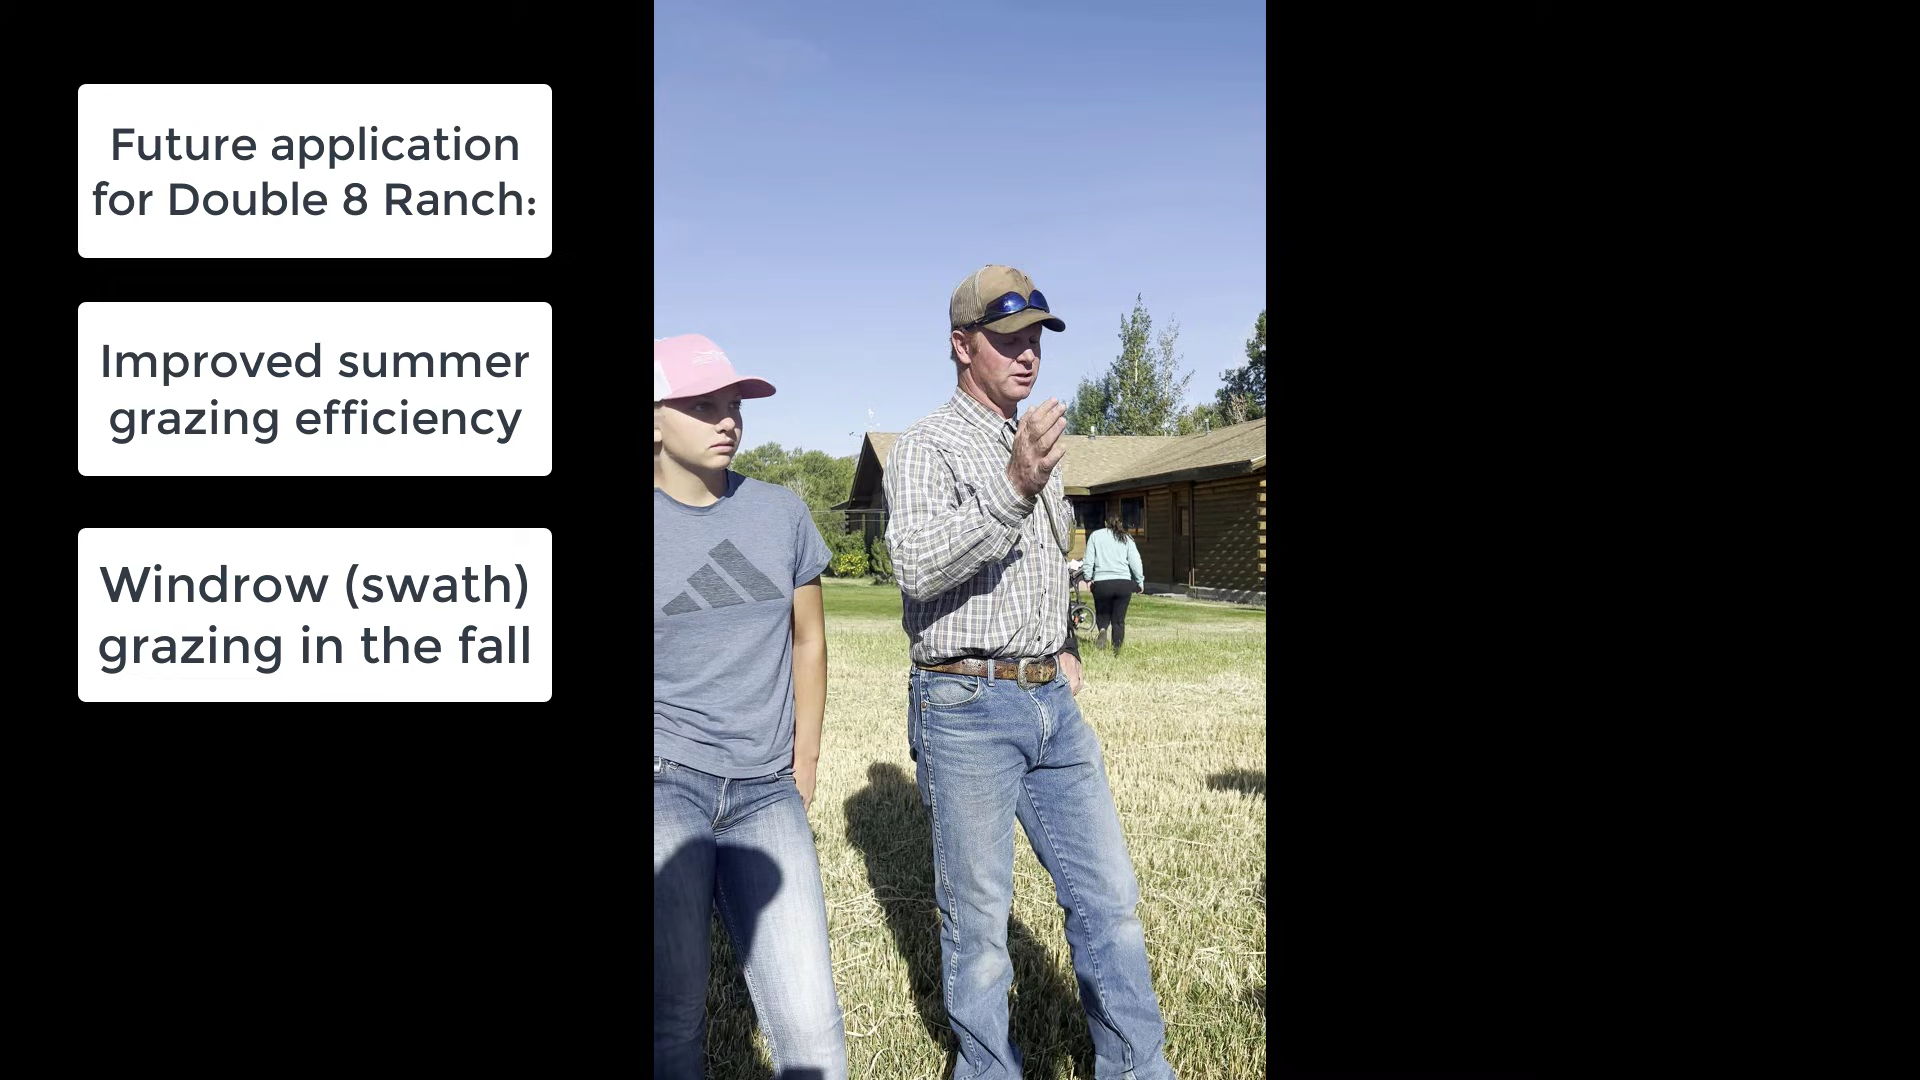 Future application
for Double 8 Ranch:
Improved summer
grazing efficiency
Windrow (swath)
grazing in the fall